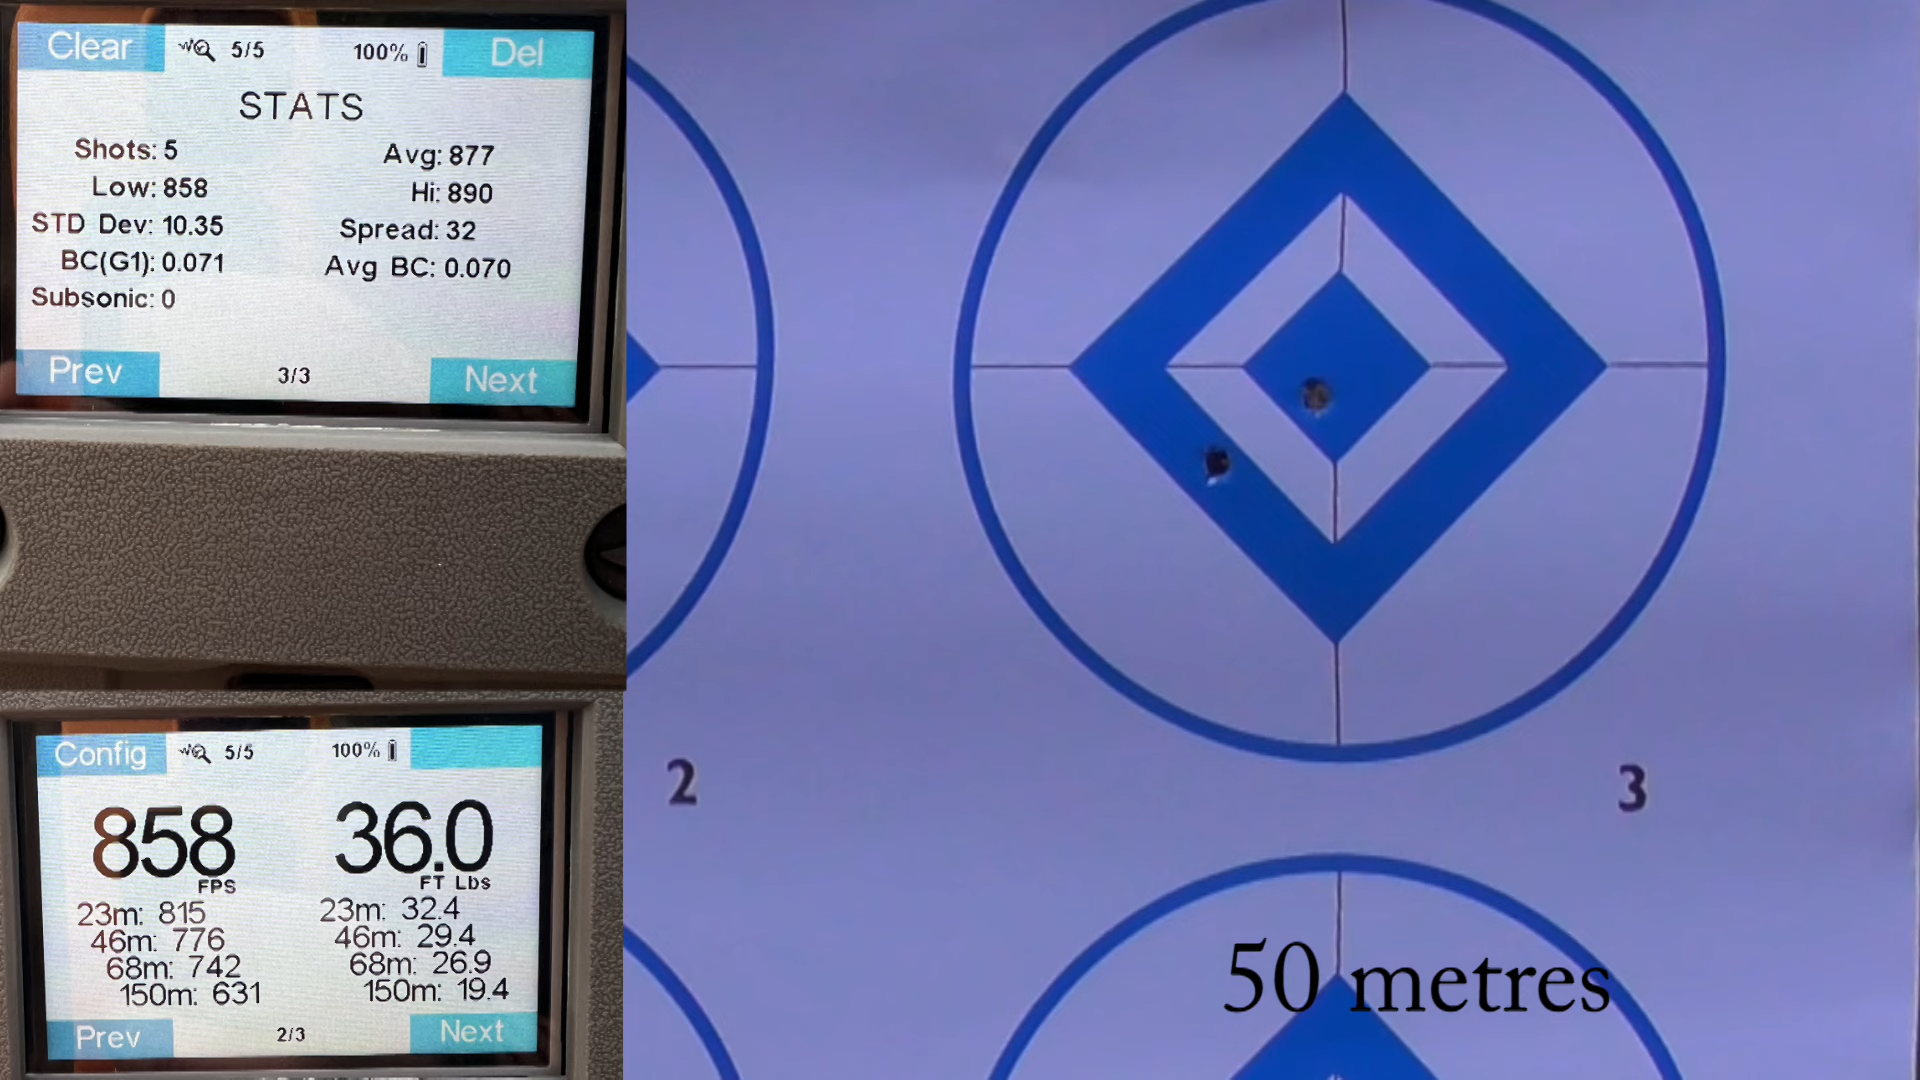 Clear 5/5 100% Del
STATS
Shots: 5 Avg: 877
Low: 858 Hi: 890
STD Dev: 10.35 Spread: 32
BC(G1): 0.071 Avg BC: 0.070
Subsonic: 0
Prev 3/3 Next
Config 5/5 100%
858 FPS 36.0 FT Lbs
23m: 815 23m: 32.4
46m: 776 46m: 29.4
68m: 742 68m: 26.9
150m: 631 150m: 19.4
Prev 2/3 Next
2
3
50 metres